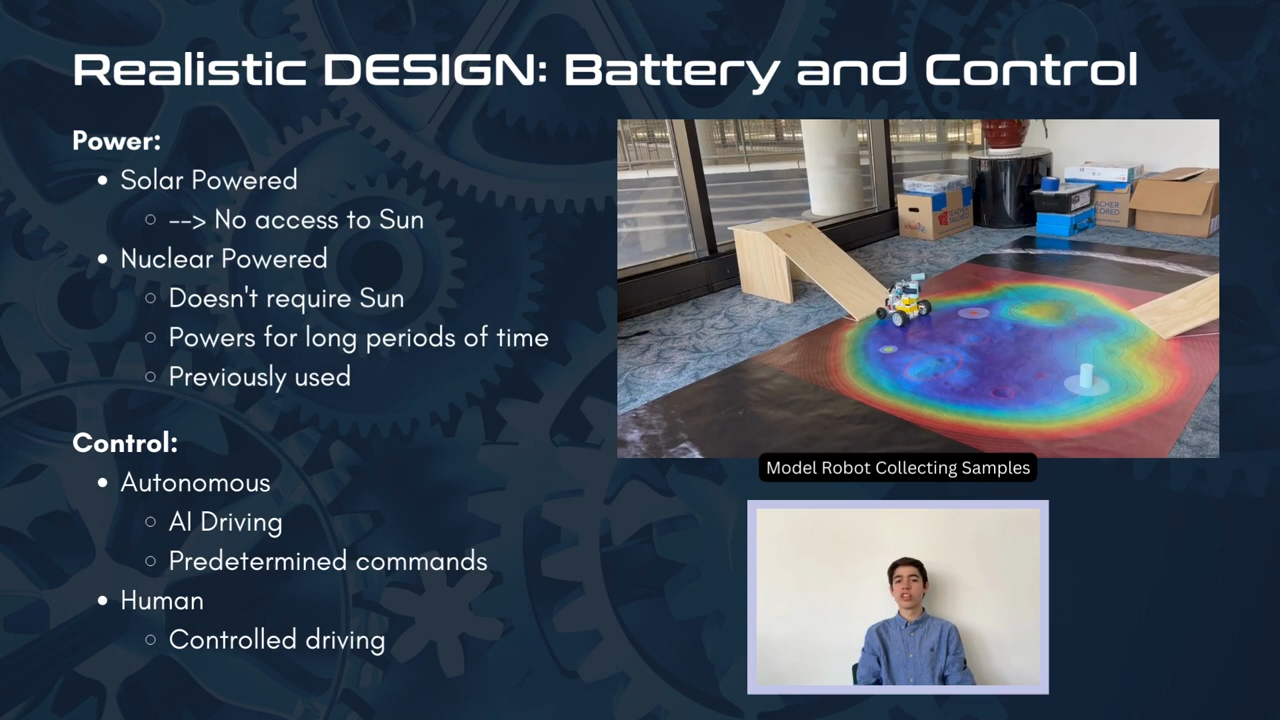 Realistic DESIGN: Battery and Control
Power:
• Solar Powered
○ --> No access to Sun
• Nuclear Powered
○ Doesn't require Sun
○ Powers for long periods of time
○ Previously used
Control:
• Autonomous
○ AI Driving
○ Predetermined commands
• Human
○ Controlled driving
TEACHER
TAILORED
Model Robot Collecting Samples